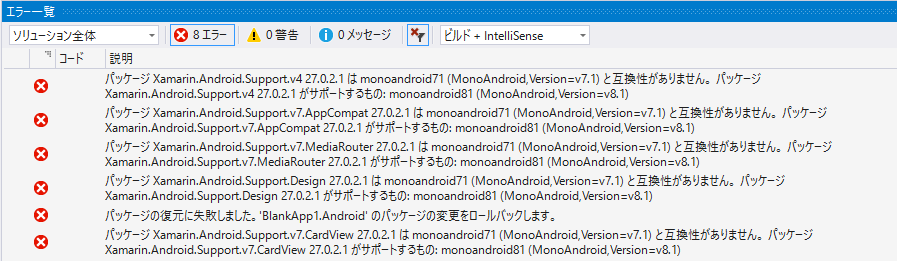 エラー一覧
ソリューション全体 8 エラー 0 警告 0 メッセージ ビルド + IntelliSense
コード 説明
パッケージ Xamarin.Android.Support.v4 27.0.2.1 は monoandroid71 (MonoAndroid,Version=v7.1) と互換性がありません。 パッケージ
Xamarin.Android.Support.v4 27.0.2.1 がサポートするもの: monoandroid81 (MonoAndroid,Version=v8.1)
パッケージ Xamarin.Android.Support.v7.AppCompat 27.0.2.1 は monoandroid71 (MonoAndroid,Version=v7.1) と互換性がありません。 パッケージ
Xamarin.Android.Support.v7.AppCompat 27.0.2.1 がサポートするもの: monoandroid81 (MonoAndroid,Version=v8.1)
パッケージ Xamarin.Android.Support.v7.MediaRouter 27.0.2.1 は monoandroid71 (MonoAndroid,Version=v7.1) と互換性がありません。 パッケージ
Xamarin.Android.Support.v7.MediaRouter 27.0.2.1 がサポートするもの: monoandroid81 (MonoAndroid,Version=v8.1)
パッケージ Xamarin.Android.Support.Design 27.0.2.1 は monoandroid71 (MonoAndroid,Version=v7.1) と互換性がありません。 パッケージ
Xamarin.Android.Support.Design 27.0.2.1 がサポートするもの: monoandroid81 (MonoAndroid,Version=v8.1)
パッケージの復元に失敗しました。'BlankApp1.Android' のパッケージの変更をロールバックします。
パッケージ Xamarin.Android.Support.v7.CardView 27.0.2.1 は monoandroid71 (MonoAndroid,Version=v7.1) と互換性がありません。 パッケージ
Xamarin.Android.Support.v7.CardView 27.0.2.1 がサポートするもの: monoandroid81 (MonoAndroid,Version=v8.1)